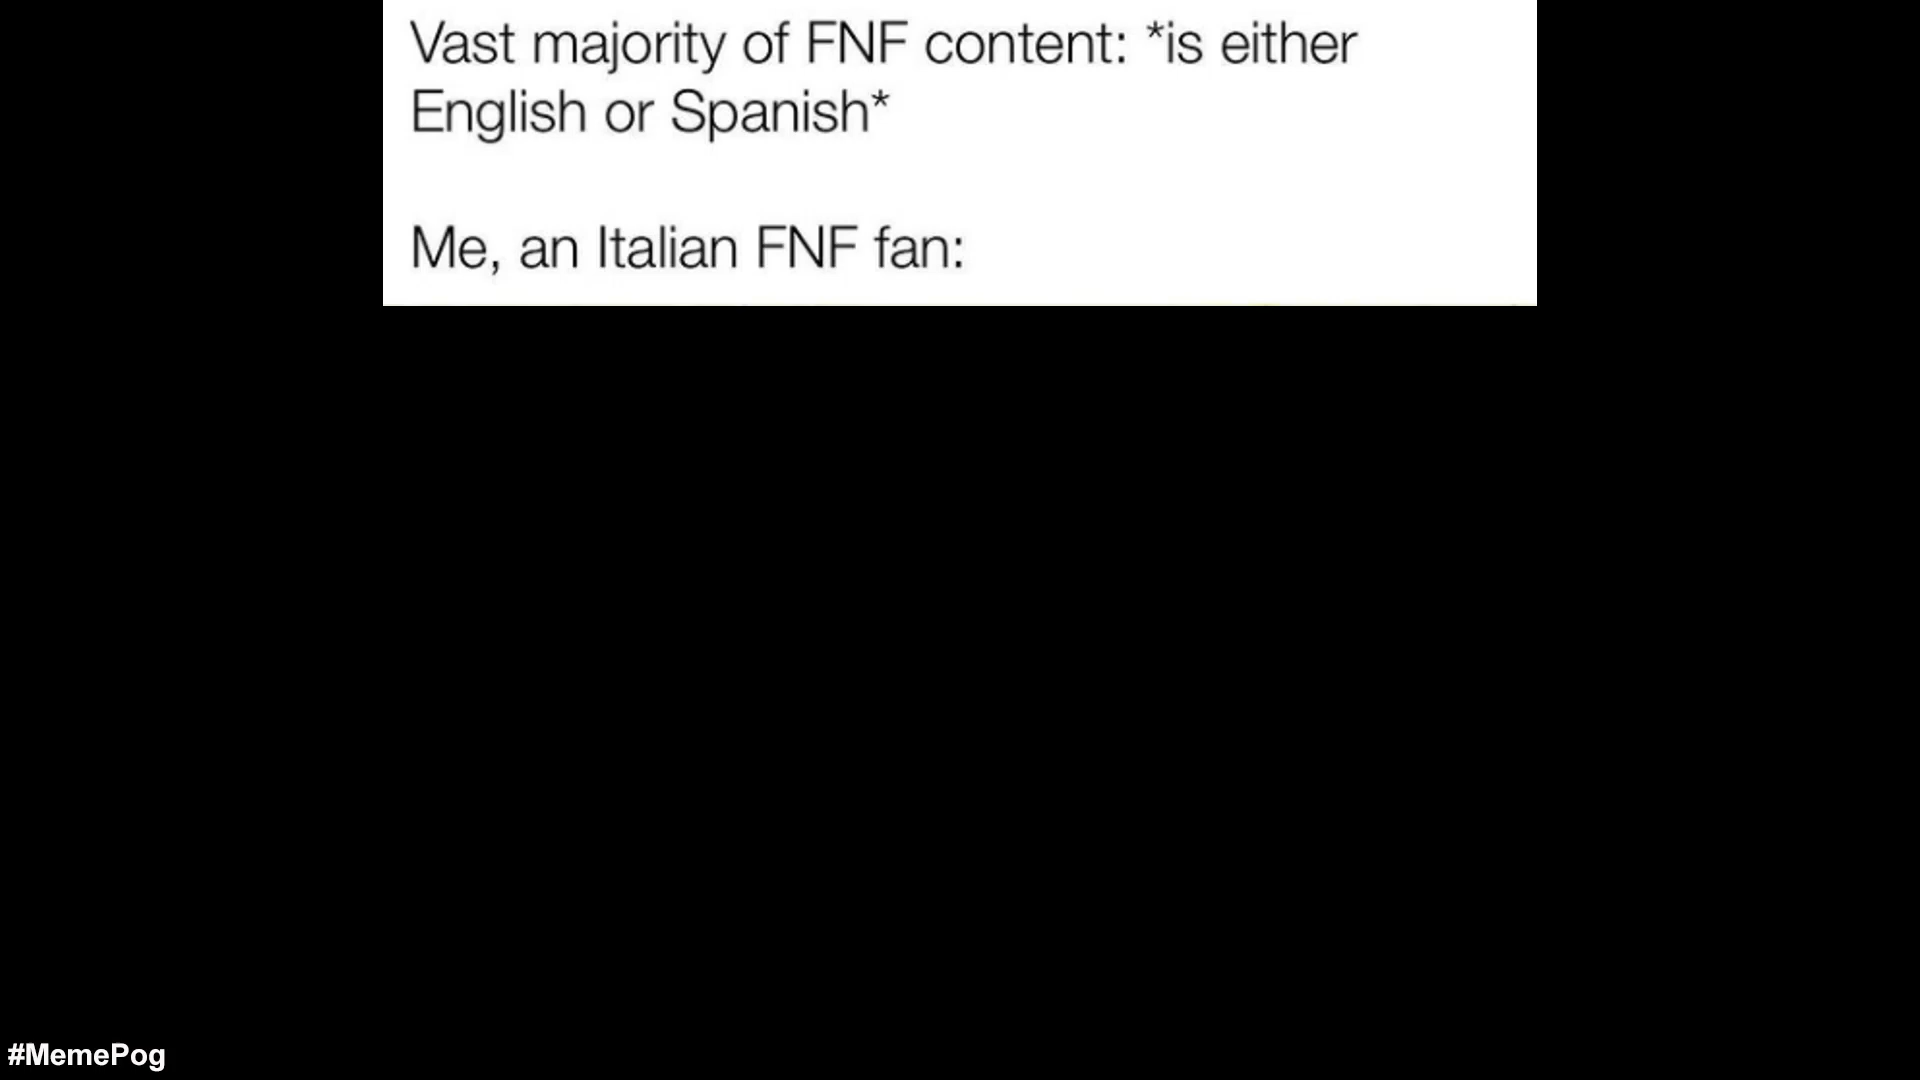 Vast majority of FNF content: *is either
English or Spanish*
Me, an Italian FNF fan:
#MemePog